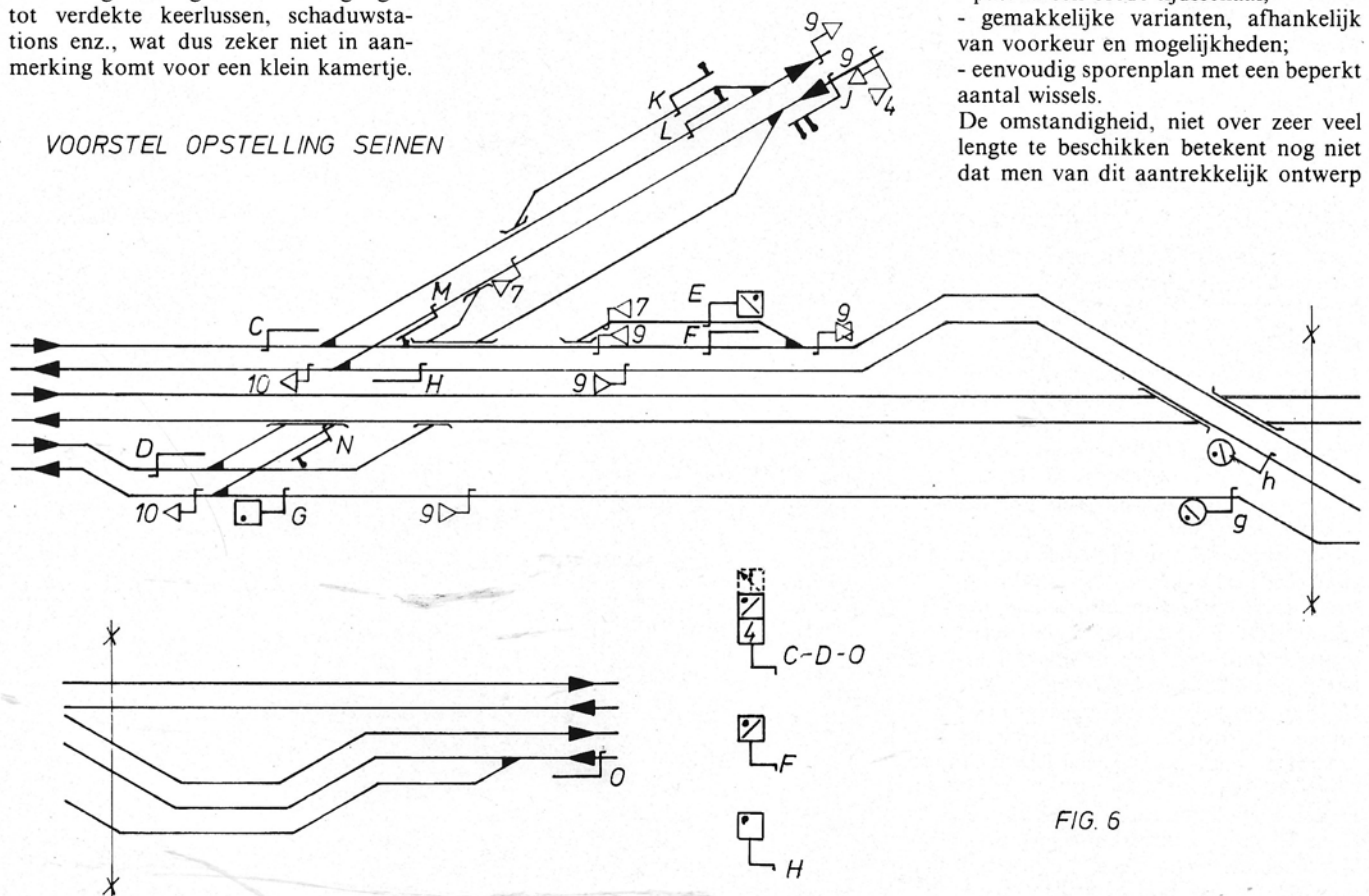 tot verdekte keerlussen, schaduwsta-
tions enz., wat dus zeker niet in aan-
merking komt voor een klein kamertje.
- gemakkelijke varianten, afhankelijk
van voorkeur en mogelijkheden;
- eenvoudig sporenplan met een beperkt
aantal wissels.
De omstandigheid, niet over zeer veel
lengte te beschikken betekent nog niet
dat men van dit aantrekkelijk ontwerp
VOORSTEL OPSTELLING SEINEN
9
9
K
J
4
L
M
7
C
7
E
9
F
9
10
H
9
D
N
10
G
9
h
g
4
C-D-O
O
F
H
FIG. 6